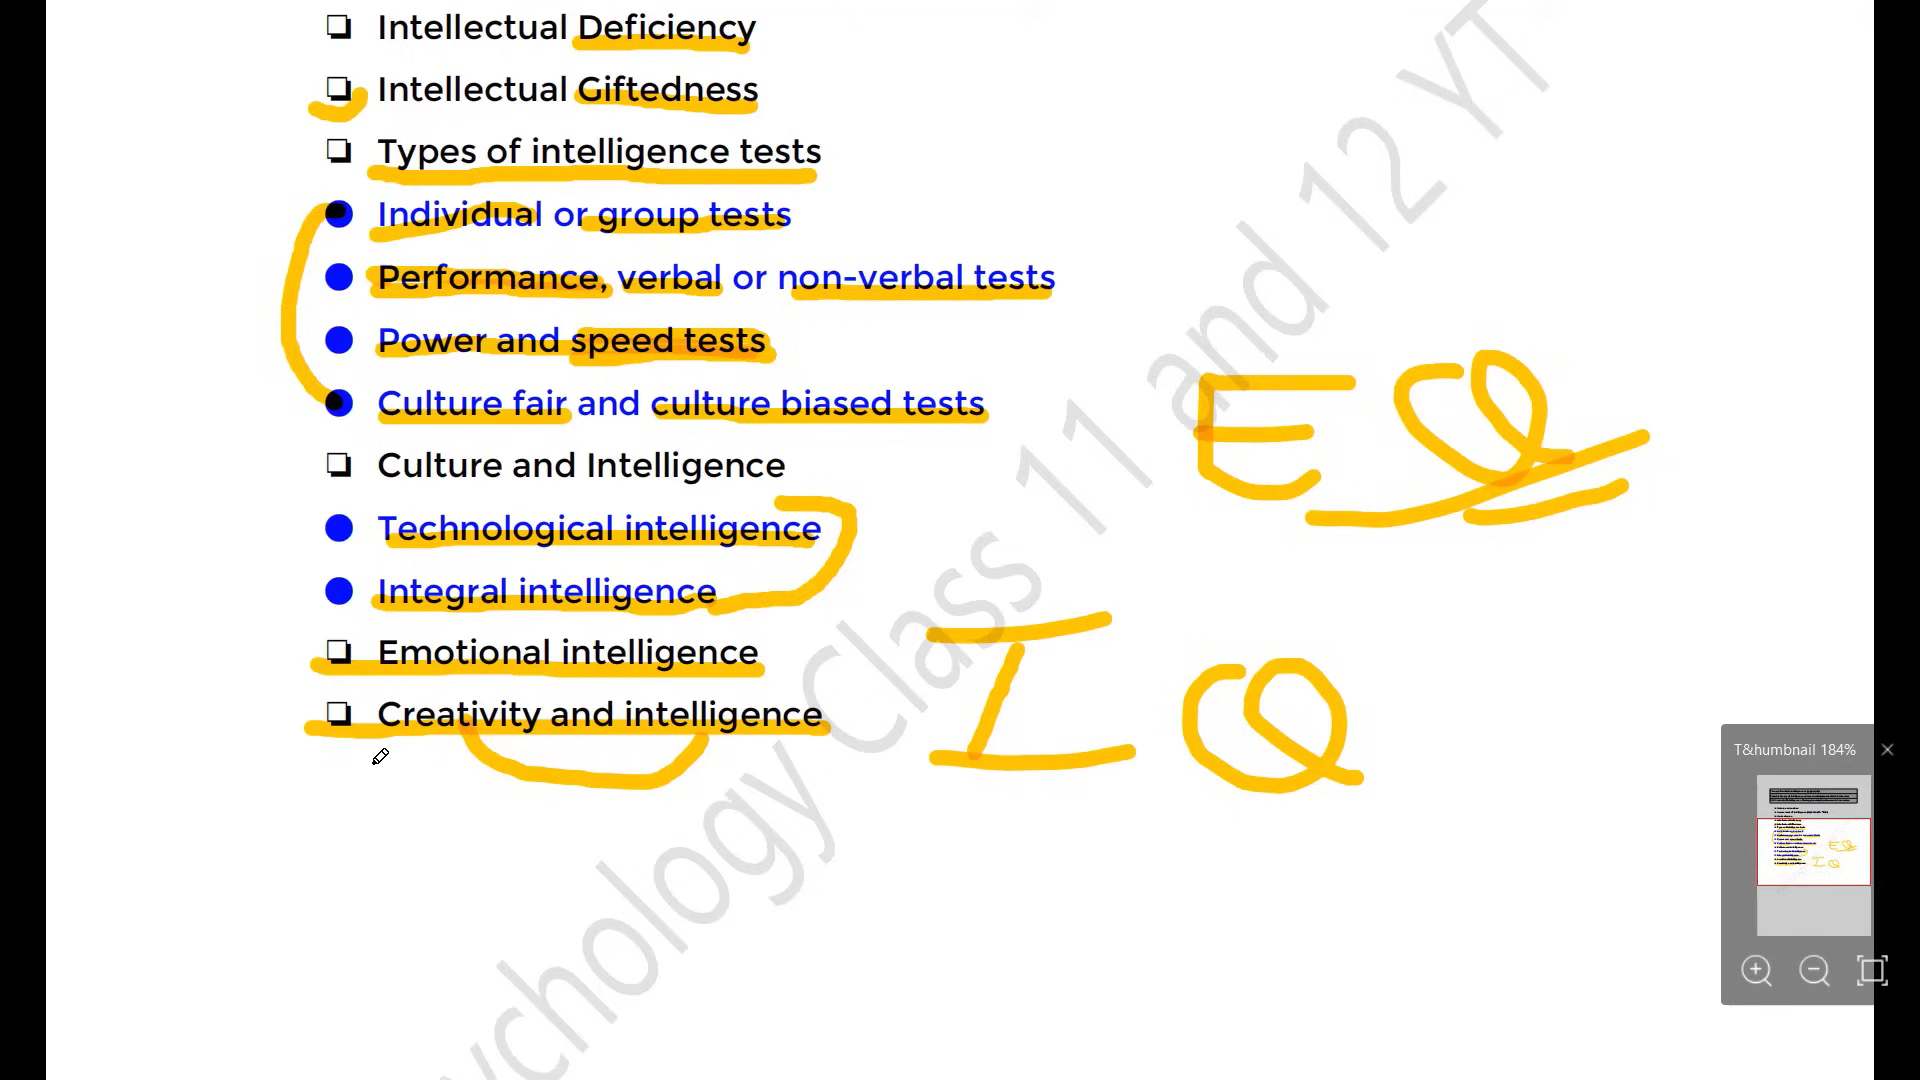 ❏ Intellectual Deficiency
❏ Intellectual Giftedness
❏ Types of intelligence tests
● Individual or group tests
● Performance, verbal or non-verbal tests
● Power and speed tests
● Culture fair and culture biased tests
❏ Culture and Intelligence
● Technological intelligence
● Integral intelligence
❏ Emotional intelligence
❏ Creativity and intelligence
EQ
IQ
ychology Class 11 and 12 YT
T&humbnail 184%